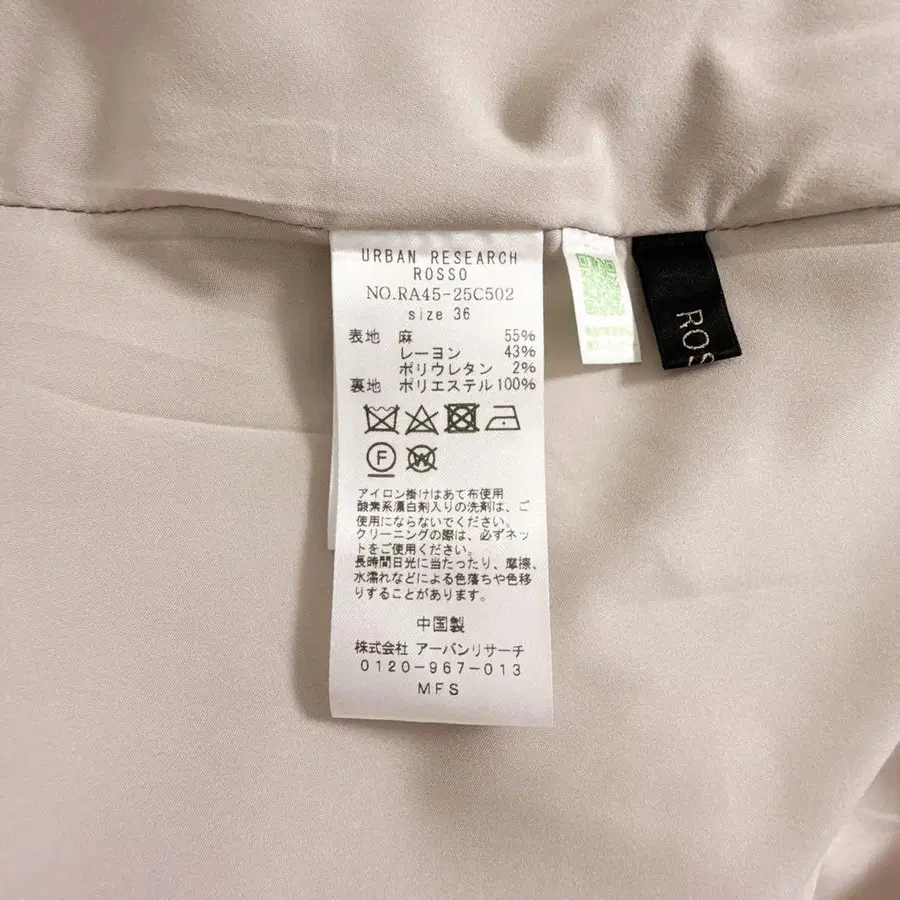 URBAN RESEARCH
ROSSO
NO.RA45-25C502
size 36
表地 麻 55%
レーヨン 43%
ポリウレタン 2%
裏地 ポリエステル 100%
F
W
アイロン掛けはあて布使用
酸素系漂白剤入りの洗剤は、ご
使用にならないでください。
クリーニングの際は、必ずネッ
トをご使用ください。
長時間日光に当たったり、摩擦、
水濡れなどによる色落ちや色移
りすることがあります。
中国製
株式会社 アーバンリサーチ
0120-967-013
MFS
ROS